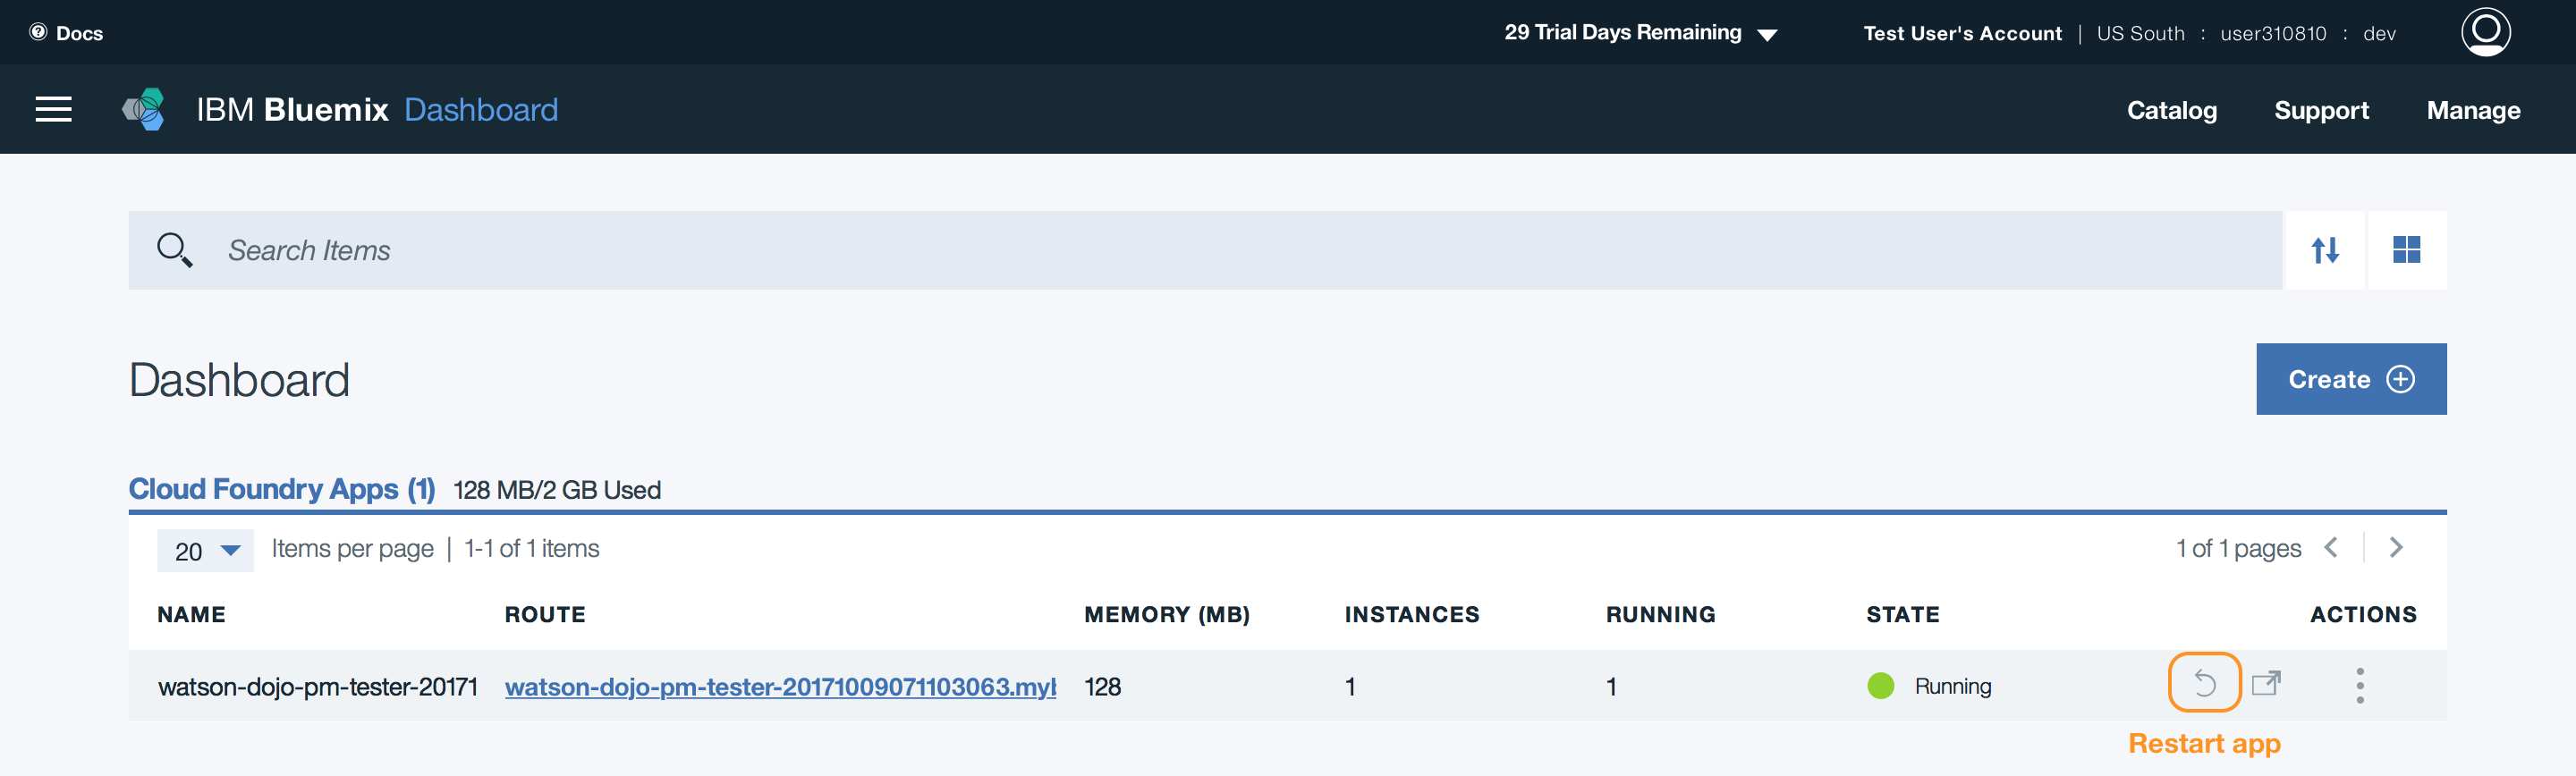 Docs
29 Trial Days Remaining
Test User's Account | US South : user310810 : dev
IBM Bluemix Dashboard
Catalog Support Manage
Search Items
Dashboard
Create
Cloud Foundry Apps (1) 128 MB/2 GB Used
20 Items per page | 1-1 of 1 items
1 of 1 pages
NAME ROUTE MEMORY (MB) INSTANCES RUNNING STATE ACTIONS
watson-dojo-pm-tester-20171 watson-dojo-pm-tester-20171009071103063.myb 128 1 1 Running
Restart app